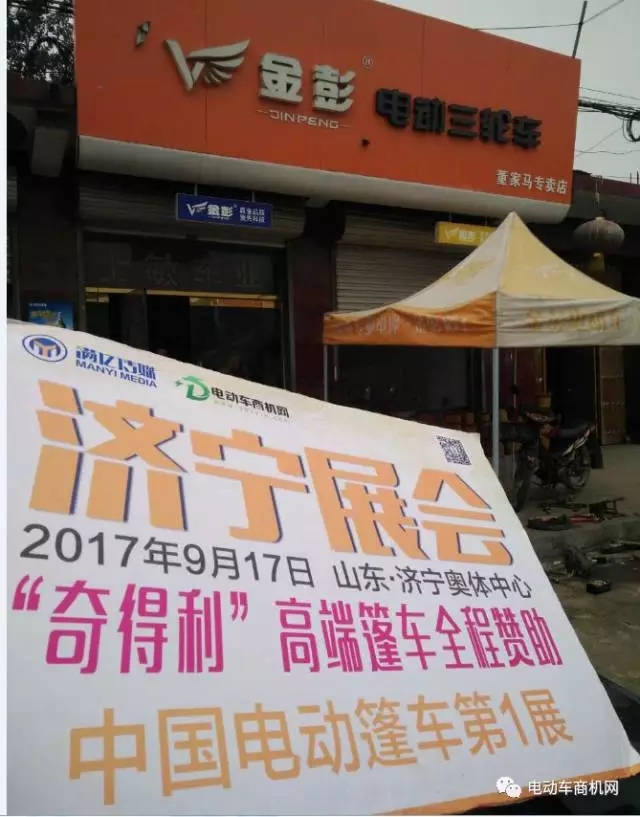 金彭®
JINPENG
电动三轮车
董家马专卖店
金彭
金彭
满亿传媒
MANYI MEDIA
电动车商机网
济宁展会
2017年9月17日 山东·济宁奥体中心
“奇得利”高端篷车全程赞助
中国电动篷车第1展
电动车商机网